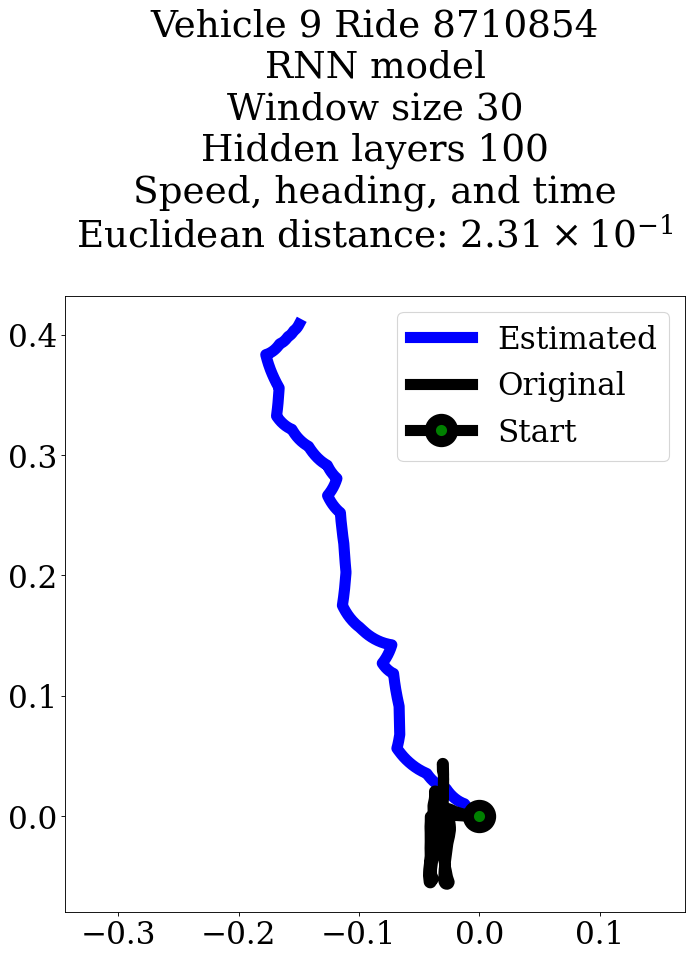 Vehicle 9 Ride 8710854
RNN model
Window size 30
Hidden layers 100
Speed, heading, and time
Euclidean distance: 2.31 × 10⁻¹
Estimated
Original
Start
0.4
0.3
0.2
0.1
0.0
−0.3 −0.2 −0.1 0.0 0.1